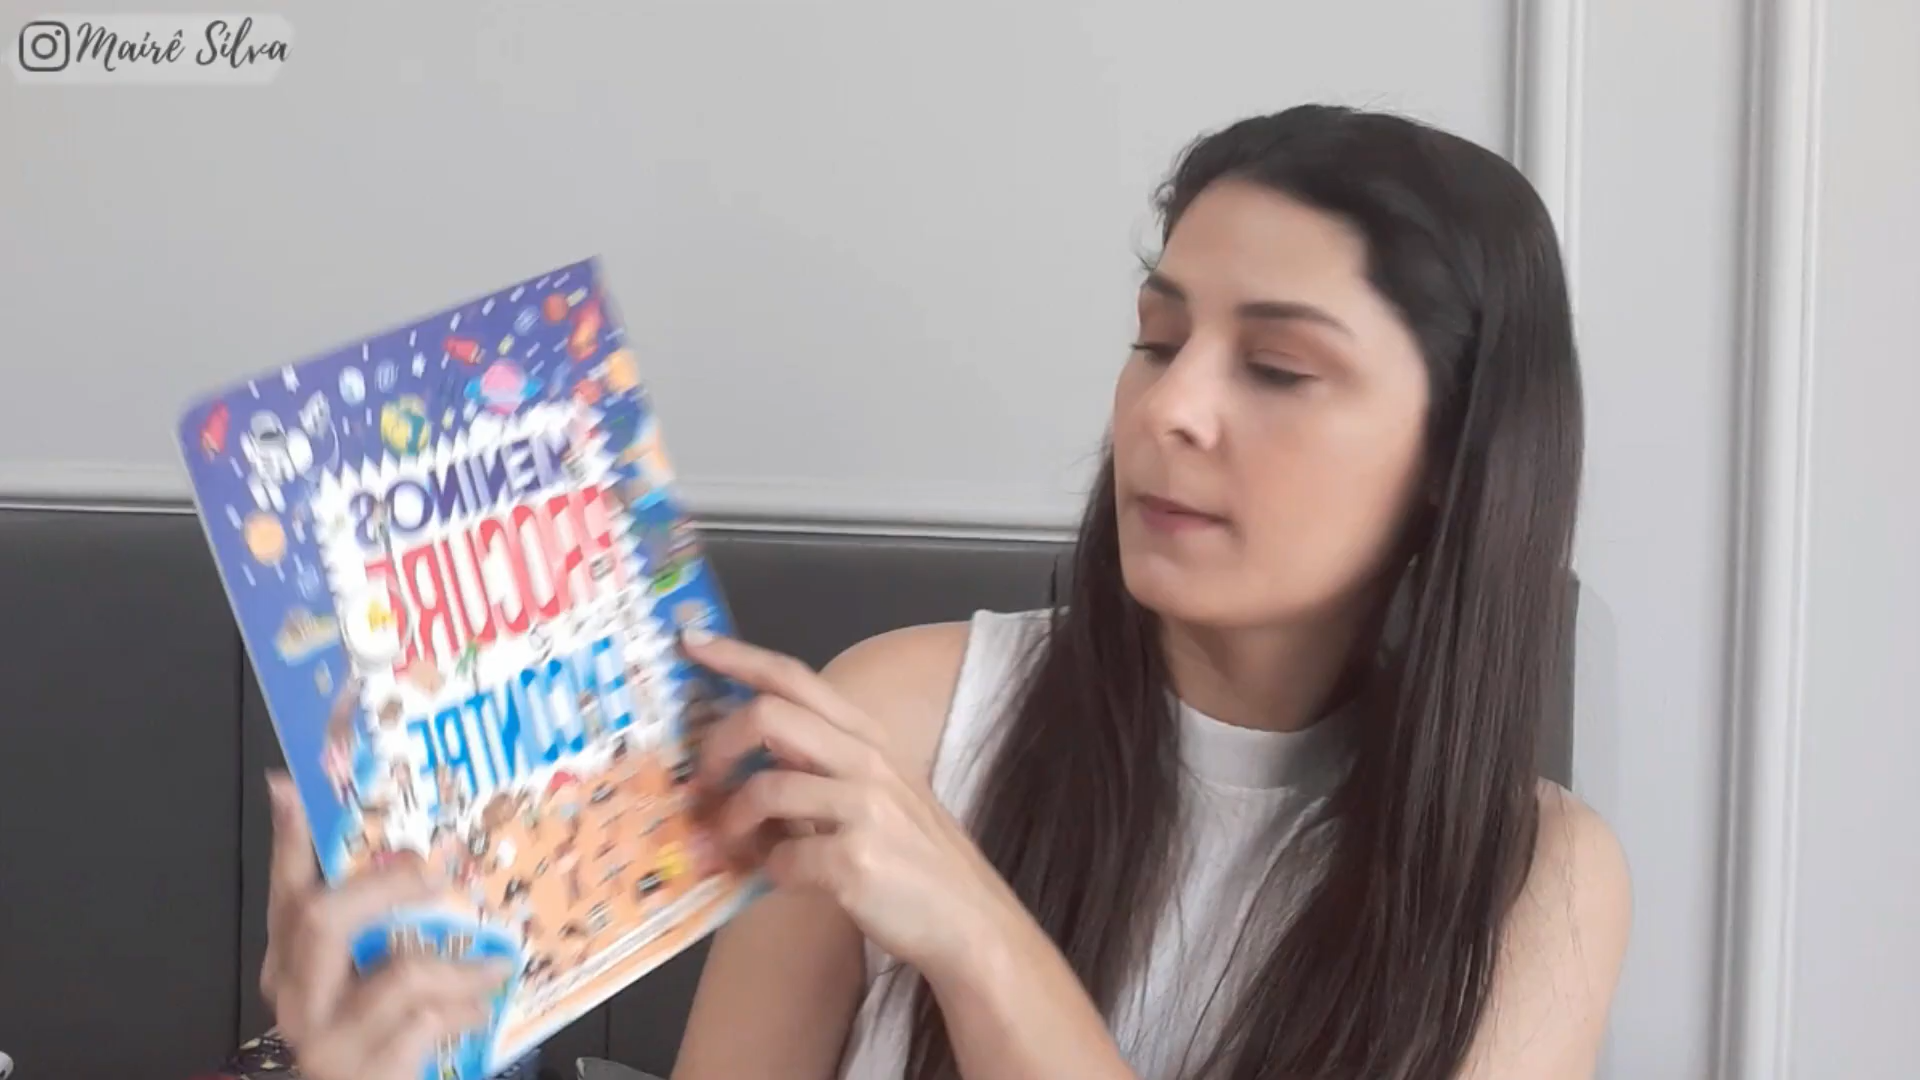 Mairê Silva
MENINOS
PROCURE
E
ENCONTRE